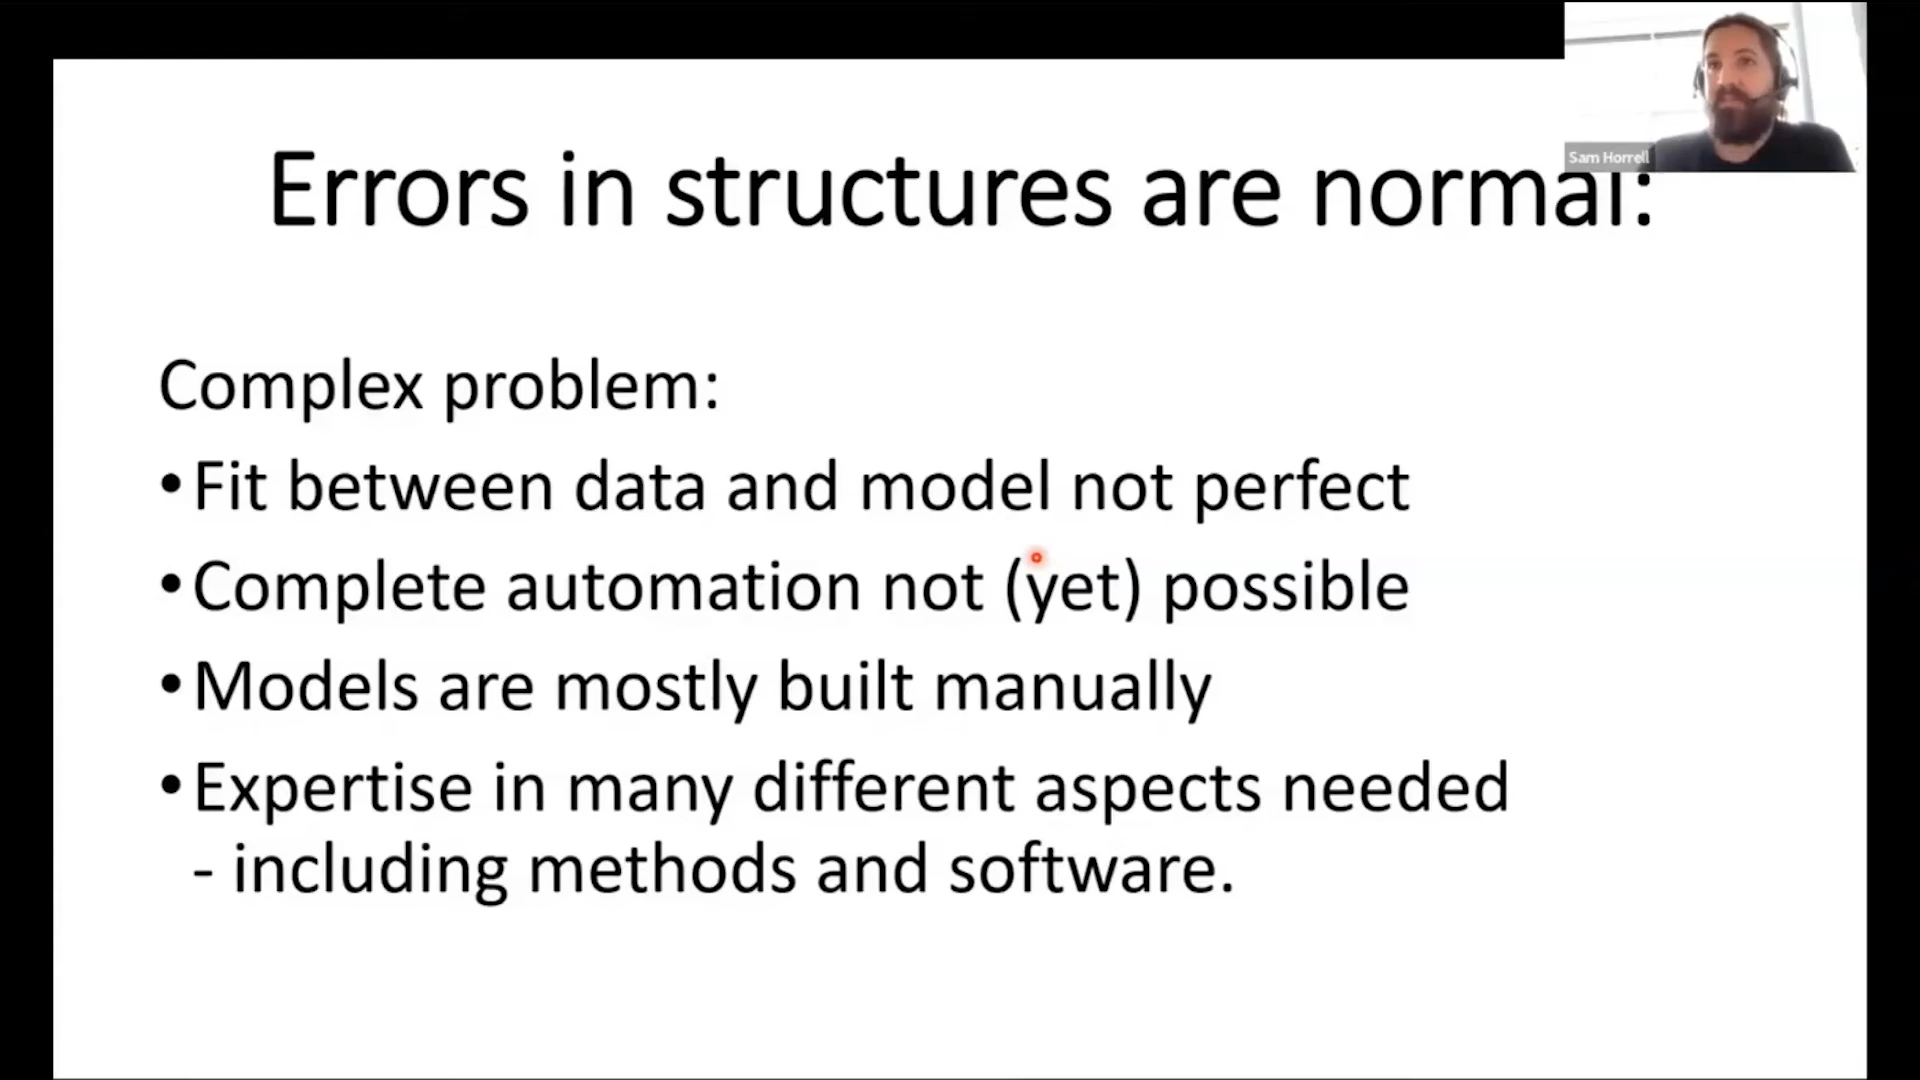 Sam Horrell
Errors in structures are normal:
Complex problem:
•Fit between data and model not perfect
•Complete automation not (yet) possible
•Models are mostly built manually
•Expertise in many different aspects needed
- including methods and software.